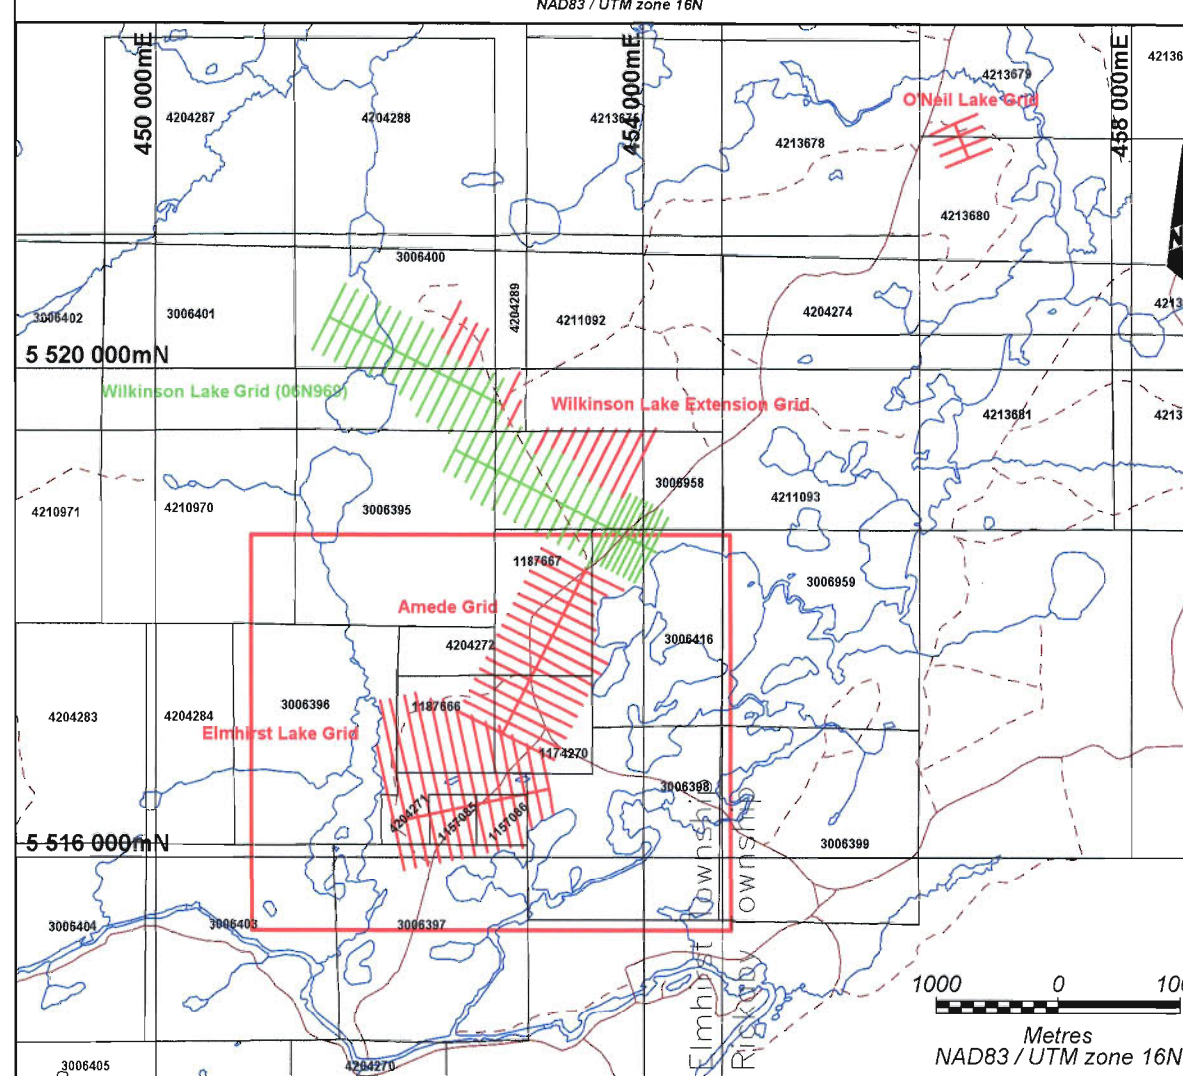 NAD83 / UTM zone 16N
450 000mE
454 000mE
458 000mE
4213679
O'Neil Lake Grid
4204287
4204288
4213678
4213680
3006400
3006402
3006401
4204289
4211092
4204274
5 520 000mN
Wilkinson Lake Grid (06N969)
Wilkinson Lake Extension Grid
4213681
4210971
4210970
3006395
3006958
4211093
1187667
3006959
Amede Grid
4204272
3006416
4204283
4204284
3006396
1187666
Elmhirst Lake Grid
1174270
3006398
4204271
1157085
1157086
5 516 000mN
3006399
3006404
3006403
3006397
Elmhirst Township
1000 0
Metres
NAD83 / UTM zone 16N
3006405
4204270